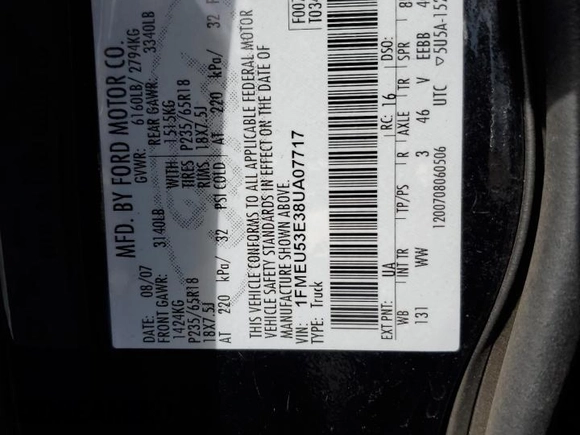 MFD. BY FORD MOTOR CO.
DATE: 08/07 GVWR: 6160LB/ 2794KG
FRONT GAWR: 3140LB REAR GAWR: 3340LB
1424KG WITH 1515KG
P235/65R18 TIRES P235/65R18
18X7.5J RIMS 18X7.5J
AT 220 kPa/ 32 PSI COLD AT 220 kPa/ 32
THIS VEHICLE CONFORMS TO ALL APPLICABLE FEDERAL MOTOR
VEHICLE SAFETY STANDARDS IN EFFECT ON THE DATE OF
MANUFACTURE SHOWN ABOVE.
VIN: 1FMEU53E38UA07717
TYPE: Truck
EXT PNT: UA RC: 16 DSO:
WB INT TR TP/PS R AXLE TR SPR
131 WW 3 46 V EEBB
1200708060506 UTC ▽5U5A-152